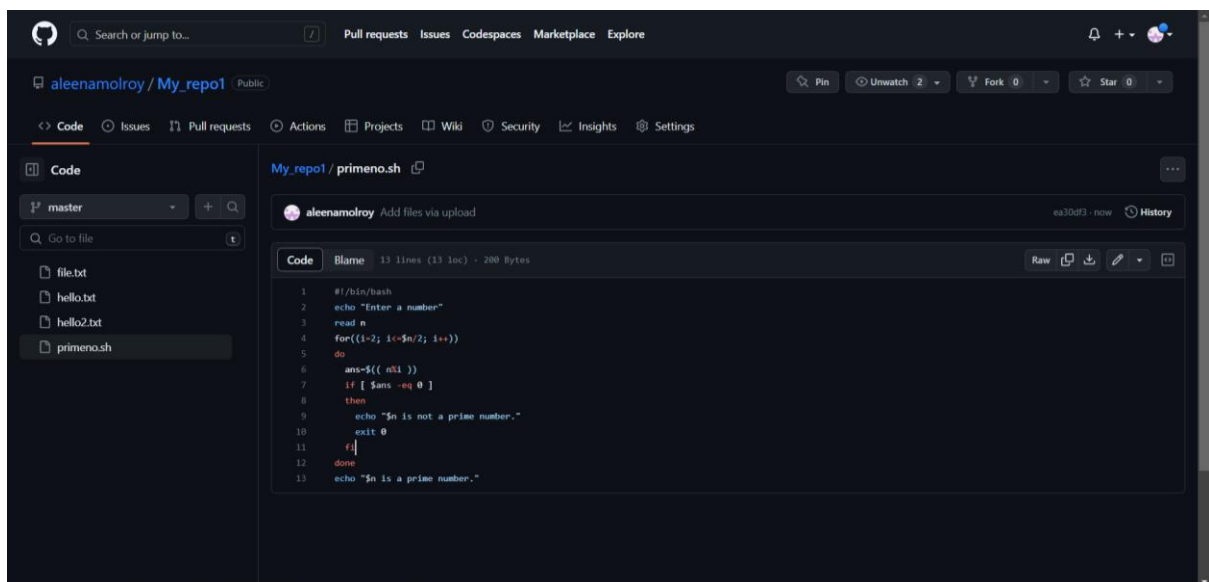 Search or jump to... / Pull requests Issues Codespaces Marketplace Explore
aleenamolroy / My_repo1 Public Pin Unwatch 2 Fork 0 Star 0
<> Code Issues Pull requests Actions Projects Wiki Security Insights Settings
Code
master
Go to file t
file.txt
hello.txt
hello2.txt
primeno.sh
My_repo1 / primeno.sh
aleenamolroy Add files via upload ea30df3 · now History
Code Blame 13 lines (13 loc) · 200 Bytes Raw
1 #!/bin/bash
2 echo "Enter a number"
3 read n
4 for((i=2; i<=$n/2; i++))
5 do
6 ans=$(( n%i ))
7 if [ $ans -eq 0 ]
8 then
9 echo "$n is not a prime number."
10 exit 0
11 fi
12 done
13 echo "$n is a prime number."